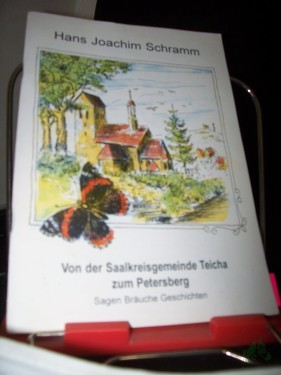 Hans Joachim Schramm
Von der Saalkreisgemeinde Teicha
zum Petersberg
Sagen Bräuche Geschichten